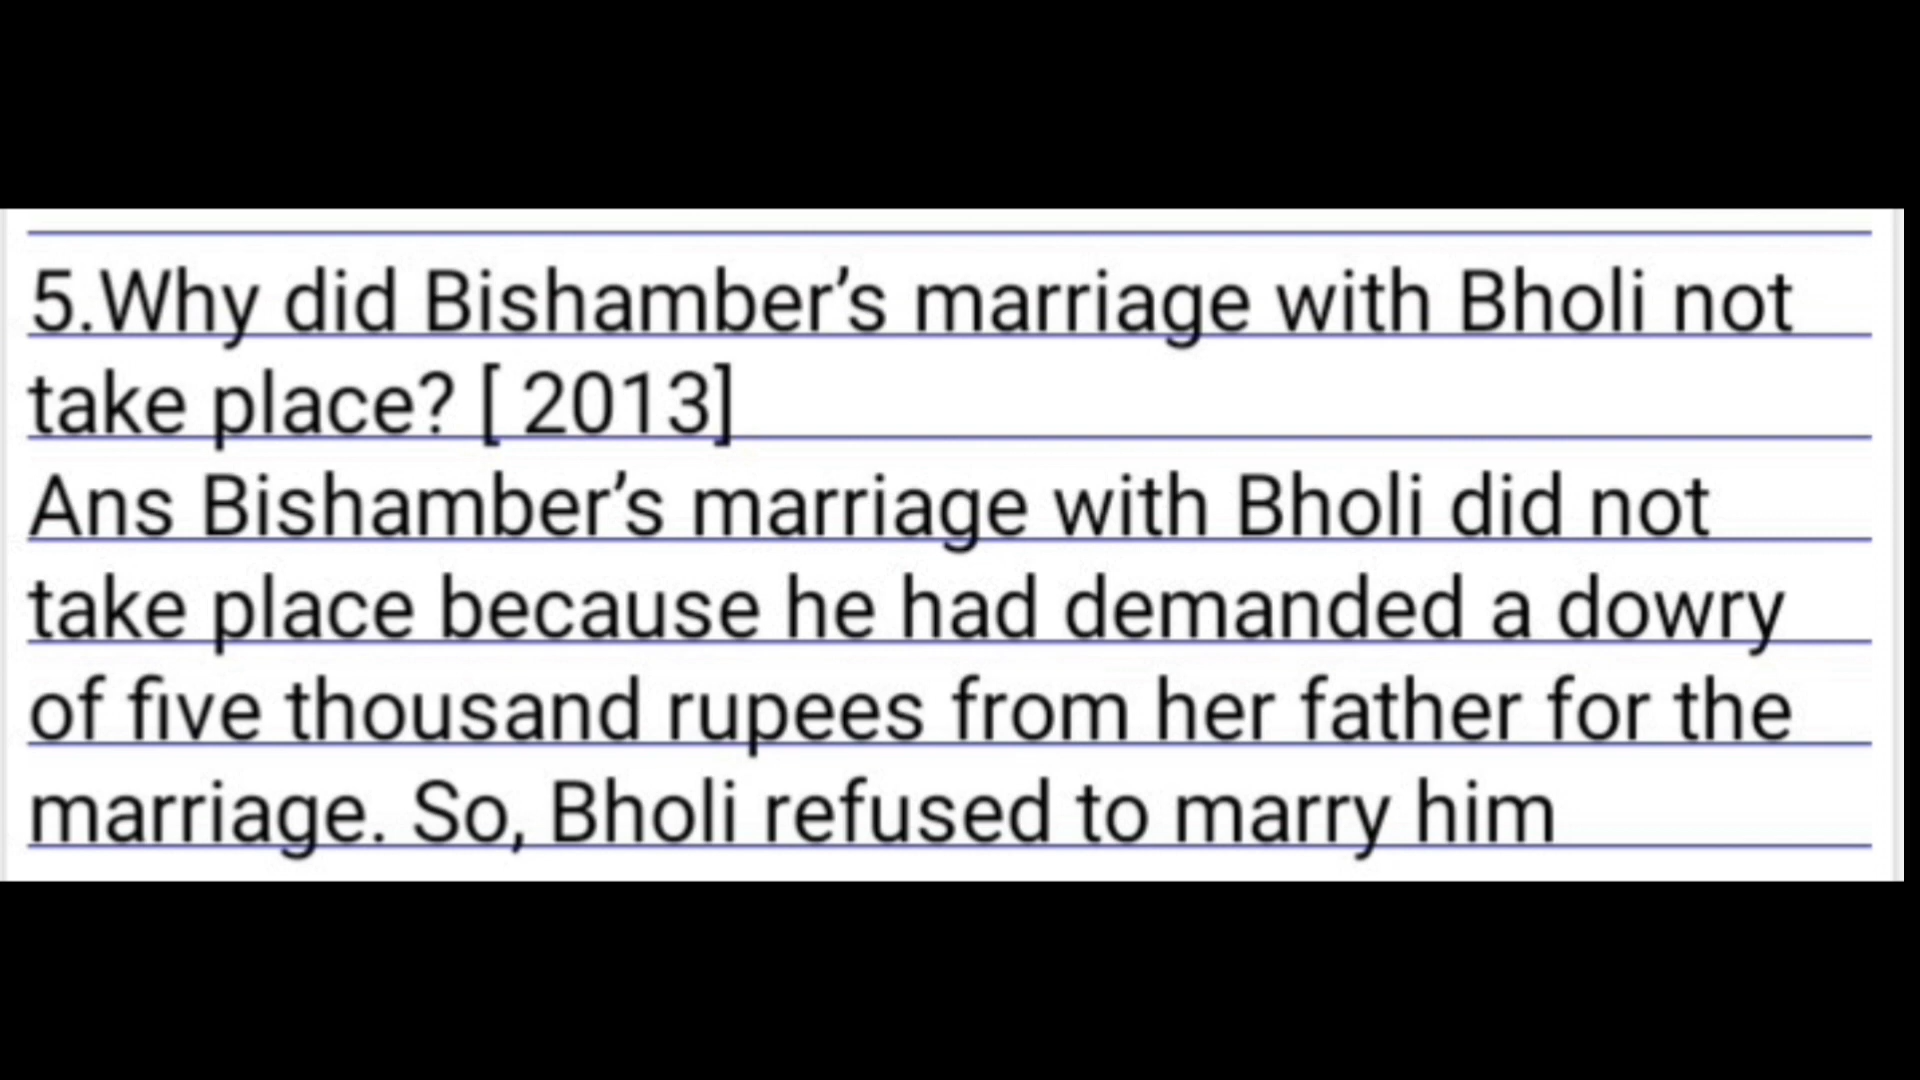 5.Why did Bishamber’s marriage with Bholi not
take place? [ 2013]
Ans Bishamber’s marriage with Bholi did not
take place because he had demanded a dowry
of five thousand rupees from her father for the
marriage. So, Bholi refused to marry him